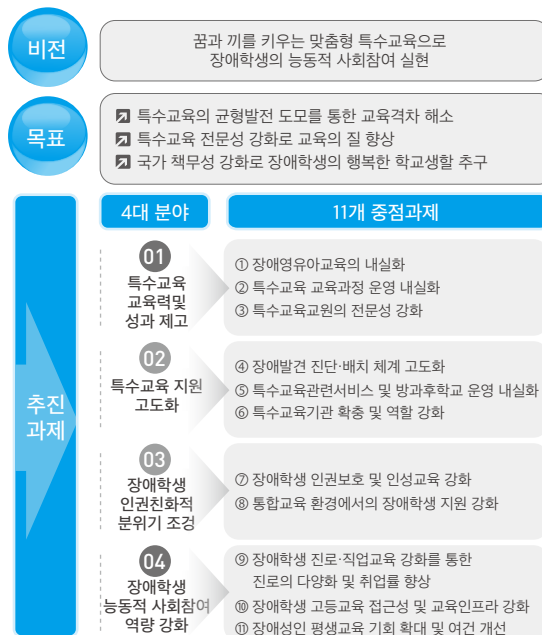 비전
꿈과 끼를 키우는 맞춤형 특수교육으로
장애학생의 능동적 사회참여 실현
목표
특수교육의 균형발전 도모를 통한 교육격차 해소
특수교육 전문성 강화로 교육의 질 향상
국가 책무성 강화로 장애학생의 행복한 학교생활 추구
추진
과제
4대 분야
11개 중점과제
01
특수교육
교육력및
성과 제고
① 장애영유아교육의 내실화
② 특수교육 교육과정 운영 내실화
③ 특수교육교원의 전문성 강화
02
특수교육 지원
고도화
④ 장애발견 진단·배치 체계 고도화
⑤ 특수교육관련서비스 및 방과후학교 운영 내실화
⑥ 특수교육기관 확충 및 역할 강화
03
장애학생
인권친화적
분위기 조겅
⑦ 장애학생 인권보호 및 인성교육 강화
⑧ 통합교육 환경에서의 장애학생 지원 강화
04
장애학생
능동적 사회참여
역량 강화
⑨ 장애학생 진로·직업교육 강화를 통한
진로의 다양화 및 취업률 향상
⑩ 장애학생 고등교육 접근성 및 교육인프라 강화
⑪ 장애성인 평생교육 기회 확대 및 여건 개선